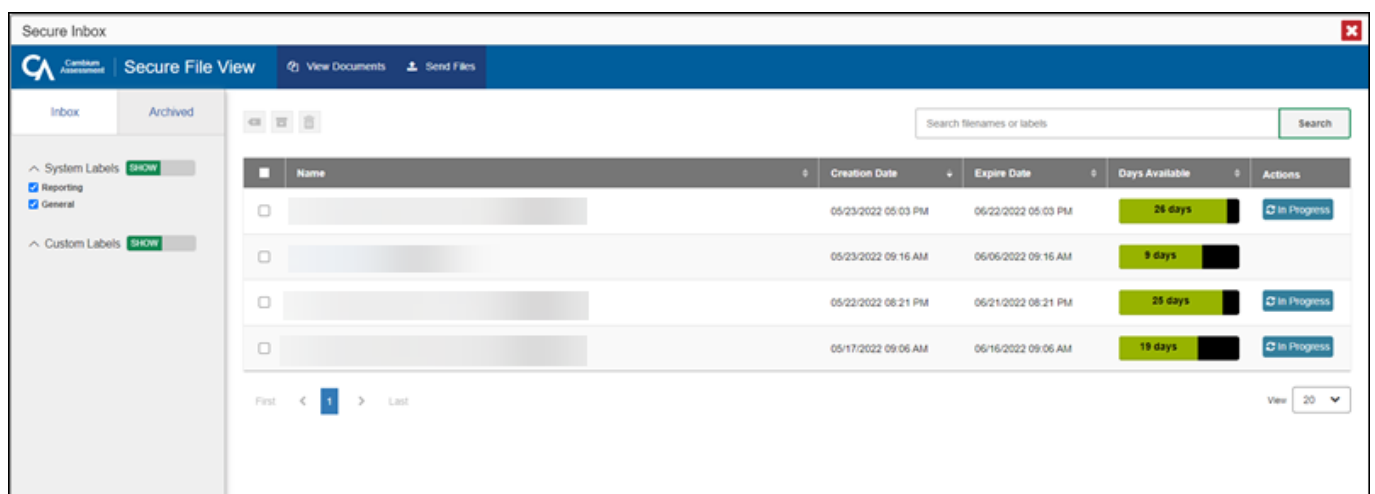 Secure Inbox
CA Cambium Assessment Secure File View View Documents Send Files
Inbox Archived
Search filenames or labels Search
System Labels SHOW
Reporting
General
Custom Labels SHOW
Name Creation Date Expire Date Days Available Actions
05/23/2022 05:03 PM 06/22/2022 05:03 PM 26 days In Progress
05/23/2022 09:16 AM 06/06/2022 09:16 AM 9 days
05/22/2022 08:21 PM 06/21/2022 08:21 PM 25 days In Progress
05/17/2022 09:06 AM 06/16/2022 09:06 AM 19 days In Progress
First 1 Last View 20